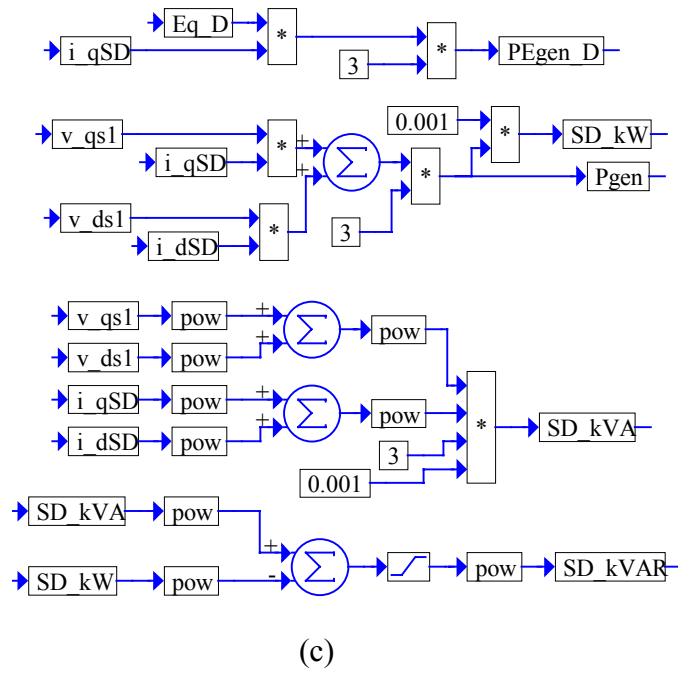 Eq_D
i_qSD * * PEgen_D
3
v_qs1 * + 0.001 * SD_kW
i_qSD + Σ * Pgen
v_ds1 *
i_dSD 3
v_qs1 pow + Σ pow
v_ds1 pow +
i_qSD pow + Σ pow * SD_kVA
i_dSD pow + 3
0.001
SD_kVA pow + Σ pow SD_kVAR
SD_kW pow -
(c)